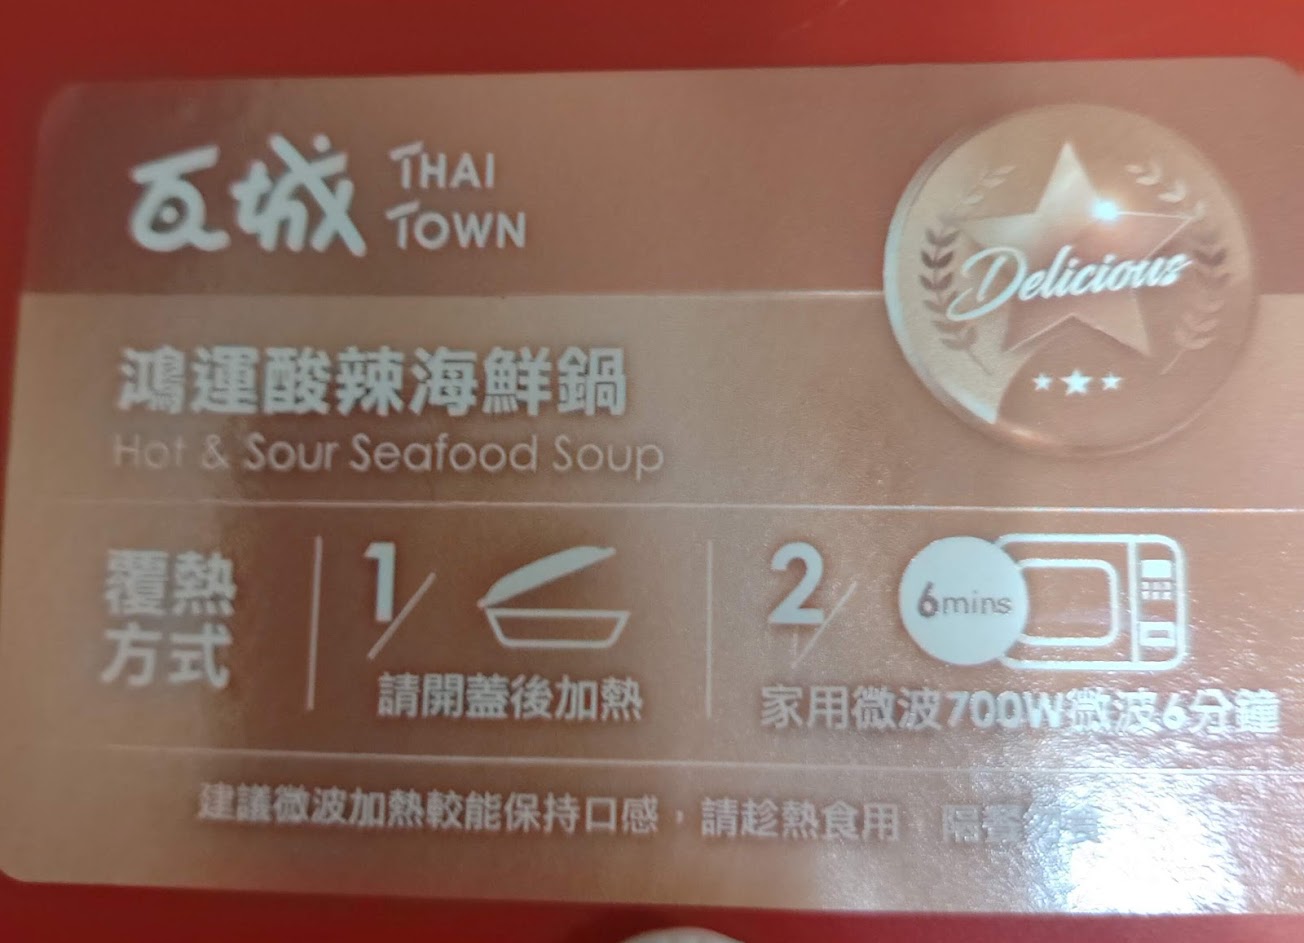 瓦城 THAI TOWN
Delicious
鴻運酸辣海鮮鍋
Hot & Sour Seafood Soup
覆熱
方式
1/
請開蓋後加熱
2/
6mins
家用微波700W微波6分鐘
建議微波加熱較能保持口感，請趁熱食用 隔餐